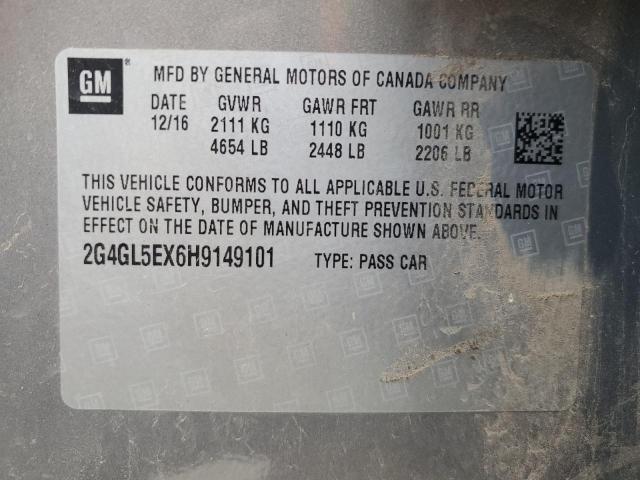 GM ® MFD BY GENERAL MOTORS OF CANADA COMPANY
DATE GVWR GAWR FRT GAWR RR
12/16 2111 KG 1110 KG 1001 KG
4654 LB 2448 LB 2206 LB
THIS VEHICLE CONFORMS TO ALL APPLICABLE U.S. FEDERAL MOTOR
VEHICLE SAFETY, BUMPER, AND THEFT PREVENTION STANDARDS IN
EFFECT ON THE DATE OF MANUFACTURE SHOWN ABOVE.
2G4GL5EX6H9149101 TYPE: PASS CAR